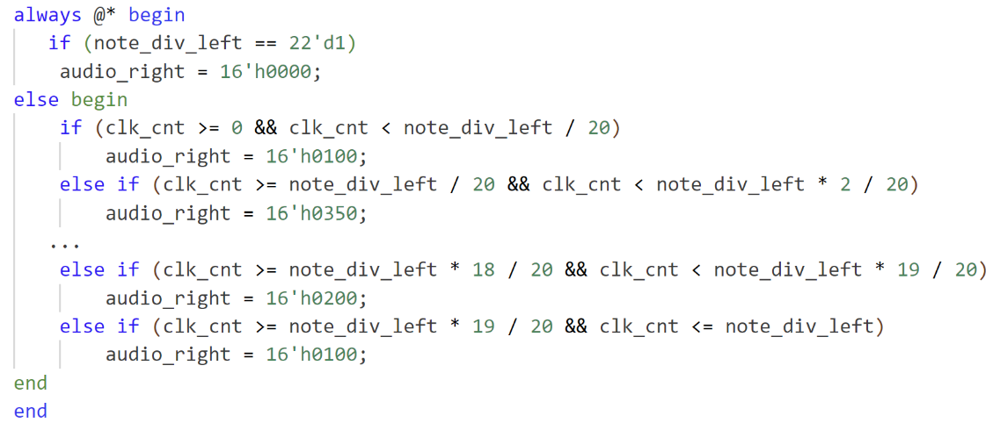 always @* begin
if (note_div_left == 22'd1)
audio_right = 16'h0000;
else begin
if (clk_cnt >= 0 && clk_cnt < note_div_left / 20)
audio_right = 16'h0100;
else if (clk_cnt >= note_div_left / 20 && clk_cnt < note_div_left * 2 / 20)
audio_right = 16'h0350;
...
else if (clk_cnt >= note_div_left * 18 / 20 && clk_cnt < note_div_left * 19 / 20)
audio_right = 16'h0200;
else if (clk_cnt >= note_div_left * 19 / 20 && clk_cnt <= note_div_left)
audio_right = 16'h0100;
end
end